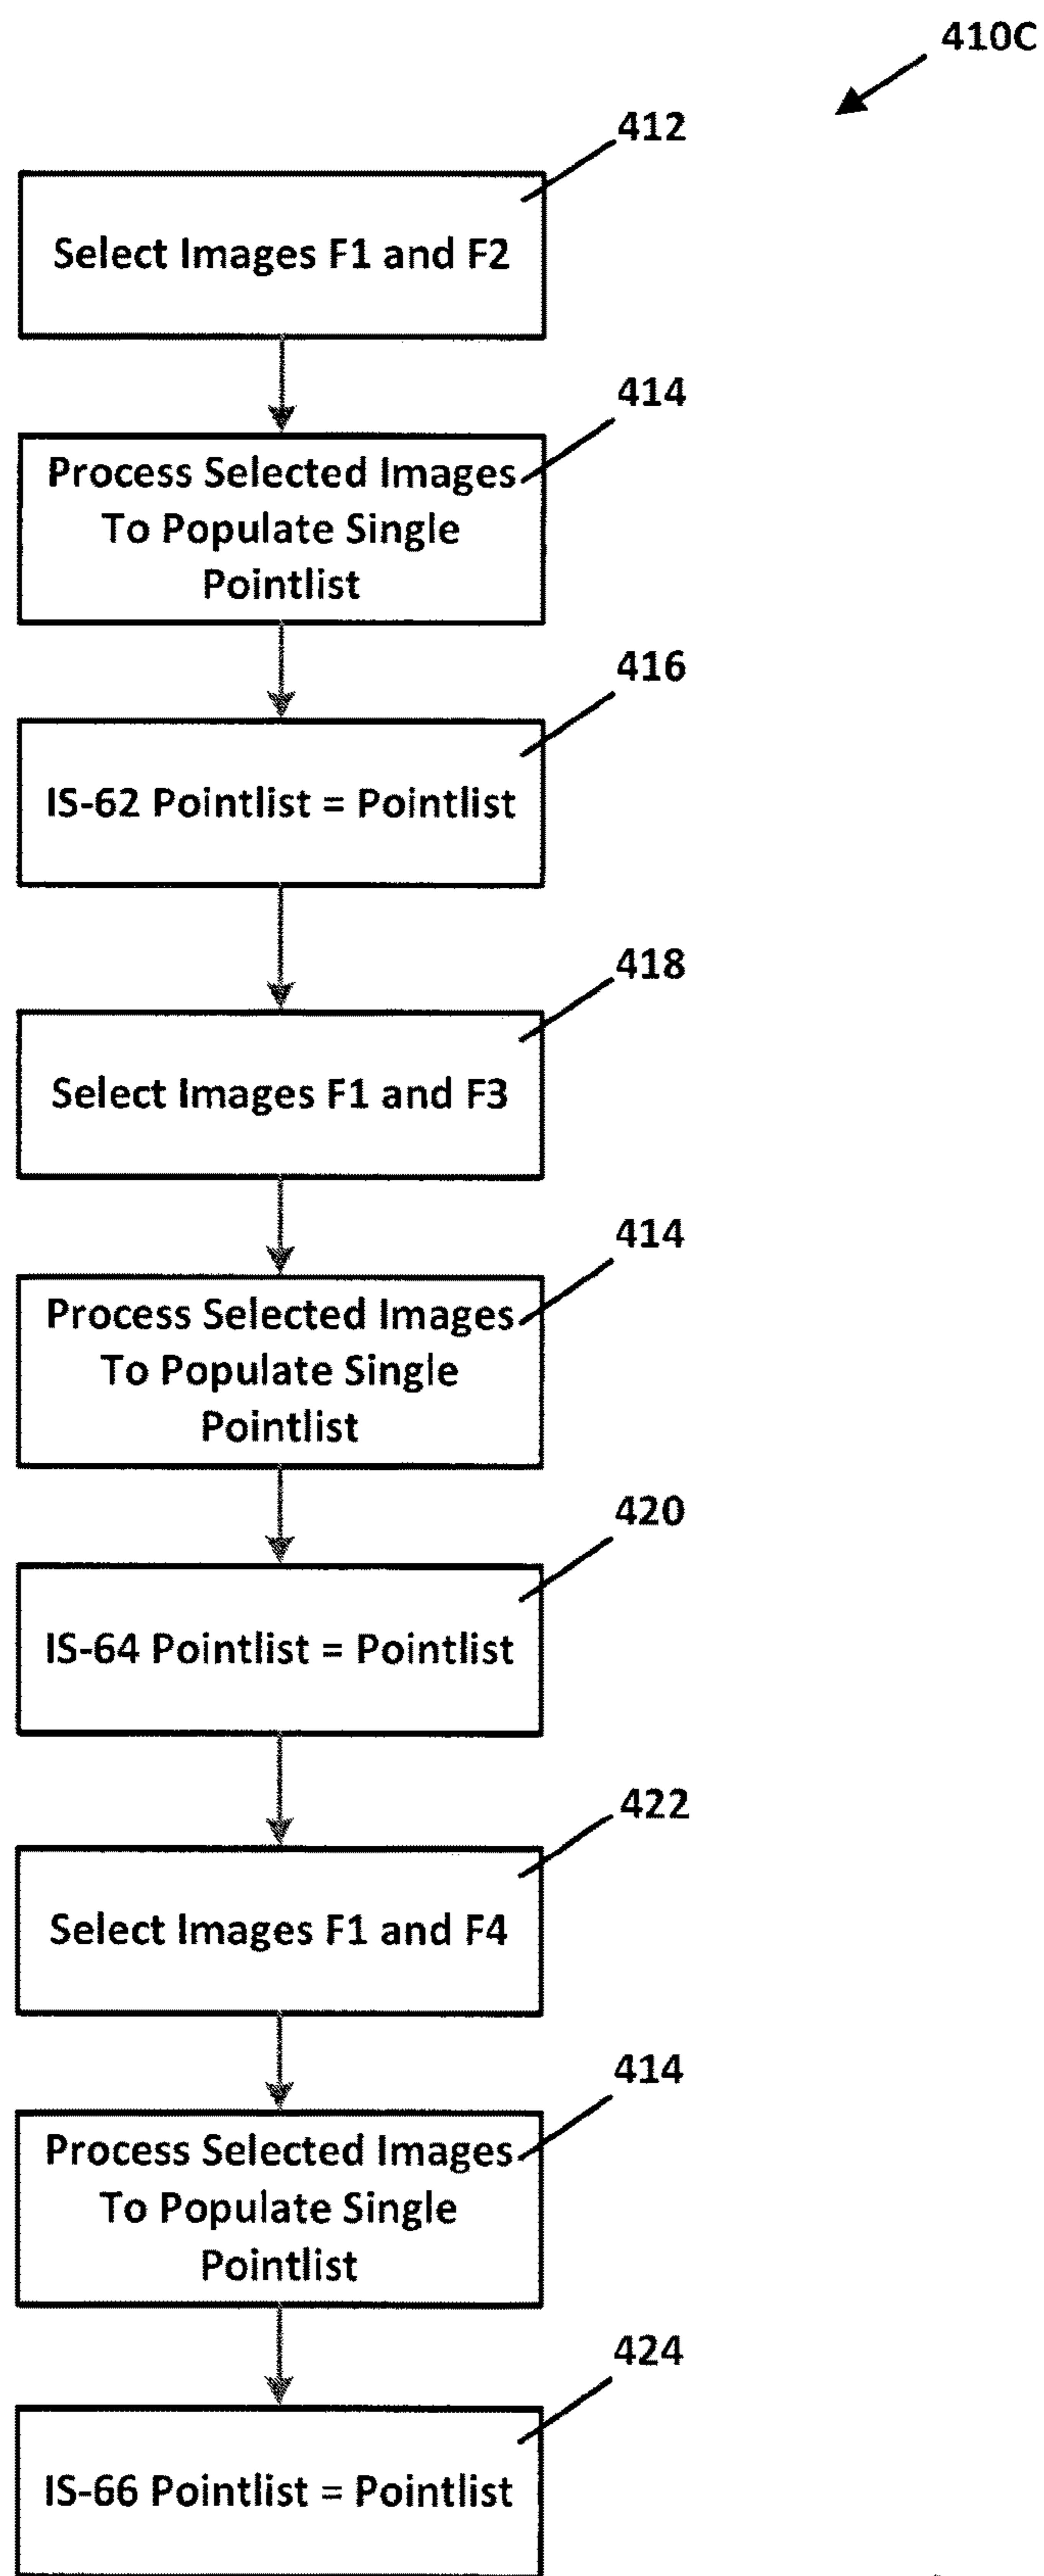 410C
412
Select Images F1 and F2
414
Process Selected Images
To Populate Single
Pointlist
416
IS-62 Pointlist = Pointlist
418
Select Images F1 and F3
414
Process Selected Images
To Populate Single
Pointlist
420
IS-64 Pointlist = Pointlist
422
Select Images F1 and F4
414
Process Selected Images
To Populate Single
Pointlist
424
IS-66 Pointlist = Pointlist